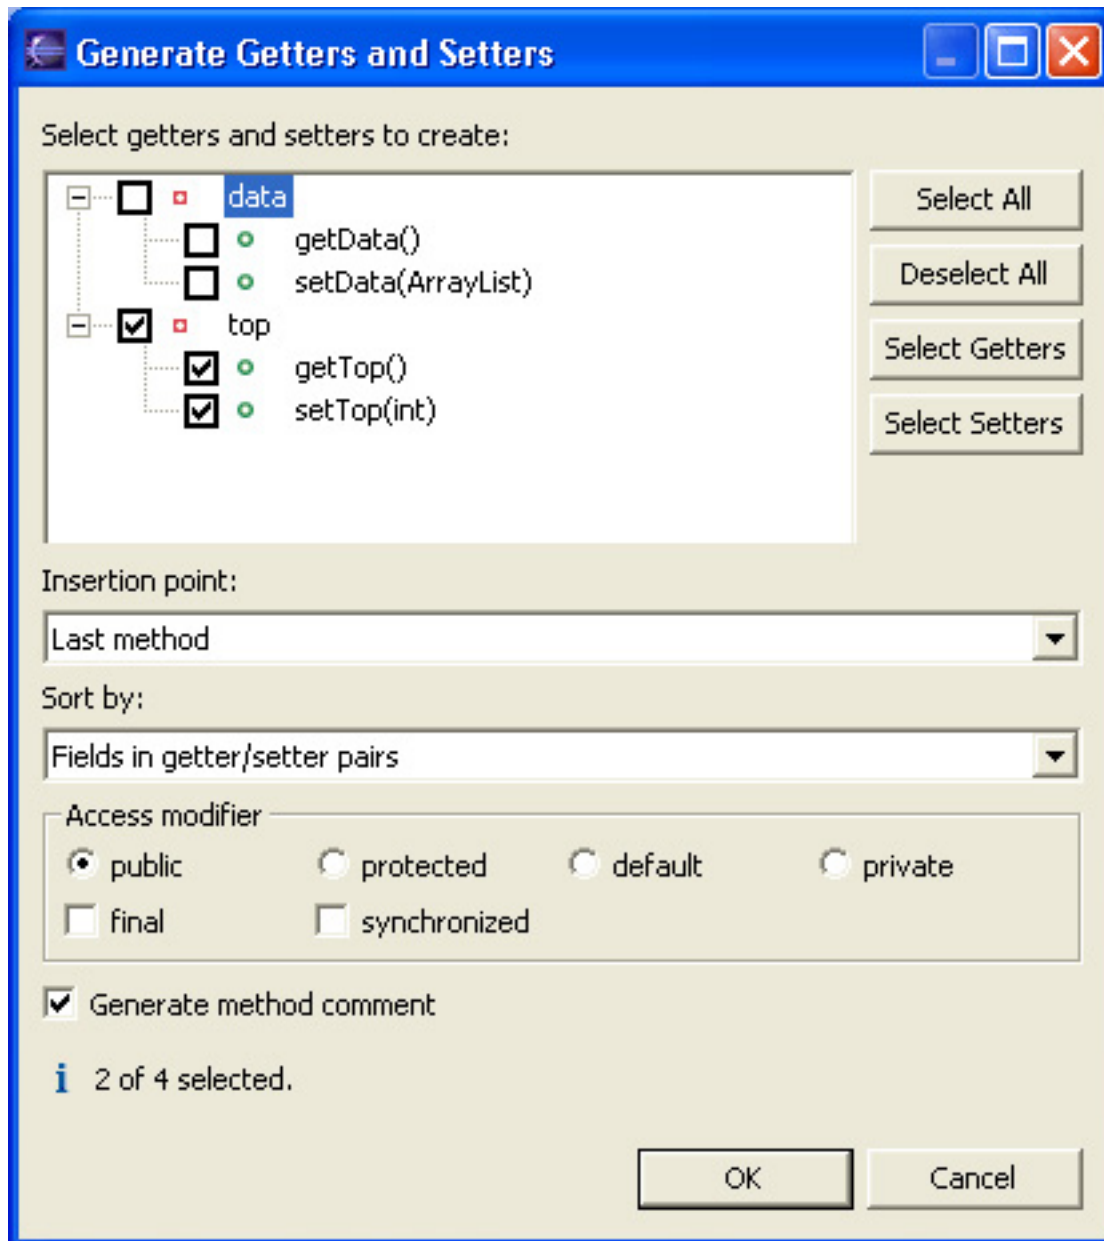 Generate Getters and Setters
Select getters and setters to create:
data
getData()
setData(ArrayList)
top
getTop()
setTop(int)
Select All
Deselect All
Select Getters
Select Setters
Insertion point:
Last method
Sort by:
Fields in getter/setter pairs
Access modifier
public protected default private
final synchronized
Generate method comment
2 of 4 selected.
OK Cancel